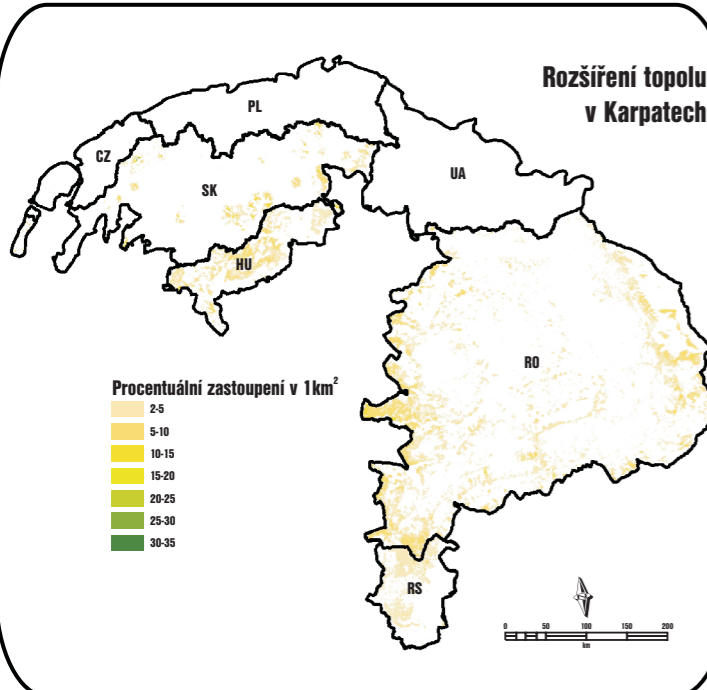 Rozšíření topolu
v Karpatech
PL
CZ
SK
UA
HU
RO
RS
Procentuální zastoupení v 1km²
2-5
5-10
10-15
15-20
20-25
25-30
30-35
0 50 100 150 200
km